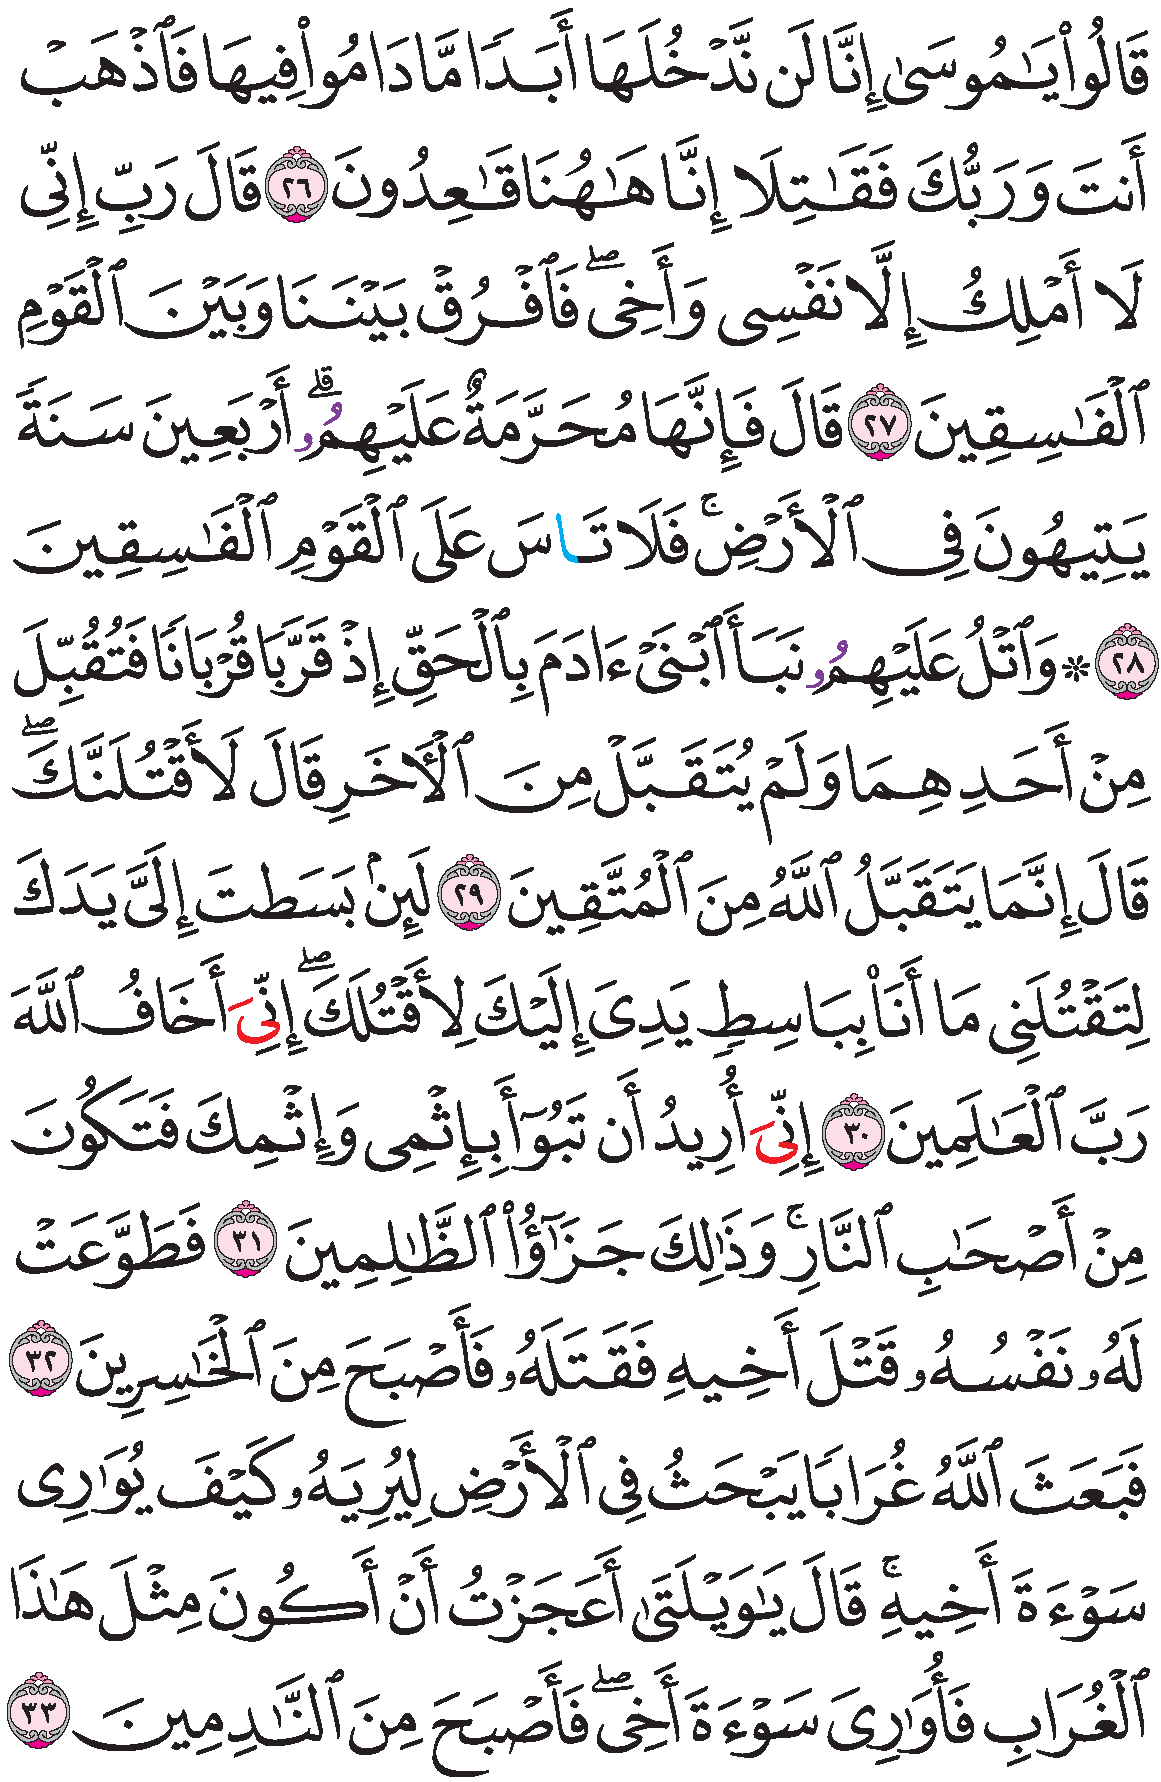 قَالُواْ يَـٰمُوسَىٰ إِنَّا لَن نَّدۡخُلَهَا أَبَدٗا مَّا دَامُواْ فِيهَا فَٱذۡهَبۡ
أَنتَ وَرَبُّكَ فَقَـٰتِلَا إِنَّا هَـٰهُنَا قَـٰعِدُونَ ٢٦ قَالَ رَبِّ إِنِّي
لَا أَمۡلِكُ إِلَّا نَفۡسِي وَأَخِيۖ فَٱفۡرُقۡ بَيۡنَنَا وَبَيۡنَ ٱلۡقَوۡمِ
ٱلۡفَـٰسِقِينَ ٢٧ قَالَ فَإِنَّهَا مُحَرَّمَةٌ عَلَيۡهِمُۥۗ أَرۡبَعِينَ سَنَةٗ
يَتِيهُونَ فِي ٱلۡأَرۡضِۚ فَلَا تَاسَ عَلَى ٱلۡقَوۡمِ ٱلۡفَـٰسِقِينَ
٢٨ ۞ وَٱتۡلُ عَلَيۡهِمُۥ نَبَأَ ٱبۡنَيۡ ءَادَمَ بِٱلۡحَقِّ إِذۡ قَرَّبَا قُرۡبَانٗا فَتُقُبِّلَ
مِنۡ أَحَدِهِمَا وَلَمۡ يُتَقَبَّلۡ مِنَ ٱلۡأٓخَرِ قَالَ لَأَقۡتُلَنَّكَۖ
قَالَ إِنَّمَا يَتَقَبَّلُ ٱللَّهُ مِنَ ٱلۡمُتَّقِينَ ٢٩ لَئِنۢ بَسَطتَ إِلَيَّ يَدَكَ
لِتَقۡتُلَنِي مَا أَنَا۠ بِبَاسِطٖ يَدِيَ إِلَيۡكَ لِأَقۡتُلَكَۖ إِنِّيَ أَخَافُ ٱللَّهَ
رَبَّ ٱلۡعَـٰلَمِينَ ٣٠ إِنِّيَ أُرِيدُ أَن تَبُوٓأَ بِإِثۡمِي وَإِثۡمِكَ فَتَكُونَ
مِنۡ أَصۡحَـٰبِ ٱلنَّارِۚ وَذَٰلِكَ جَزَـٰٓؤُاْ ٱلظَّـٰلِمِينَ ٣١ فَطَوَّعَتۡ
لَهُۥ نَفۡسُهُۥ قَتۡلَ أَخِيهِ فَقَتَلَهُۥ فَأَصۡبَحَ مِنَ ٱلۡخَـٰسِرِينَ ٣٢
فَبَعَثَ ٱللَّهُ غُرَابٗا يَبۡحَثُ فِي ٱلۡأَرۡضِ لِيُرِيَهُۥ كَيۡفَ يُوَٰرِي
سَوۡءَةَ أَخِيهِۚ قَالَ يَـٰوَيۡلَتَىٰ أَعَجَزۡتُ أَنۡ أَكُونَ مِثۡلَ هَـٰذَا
ٱلۡغُرَابِ فَأُوَٰرِيَ سَوۡءَةَ أَخِيۖ فَأَصۡبَحَ مِنَ ٱلنَّـٰدِمِينَ ٣٣